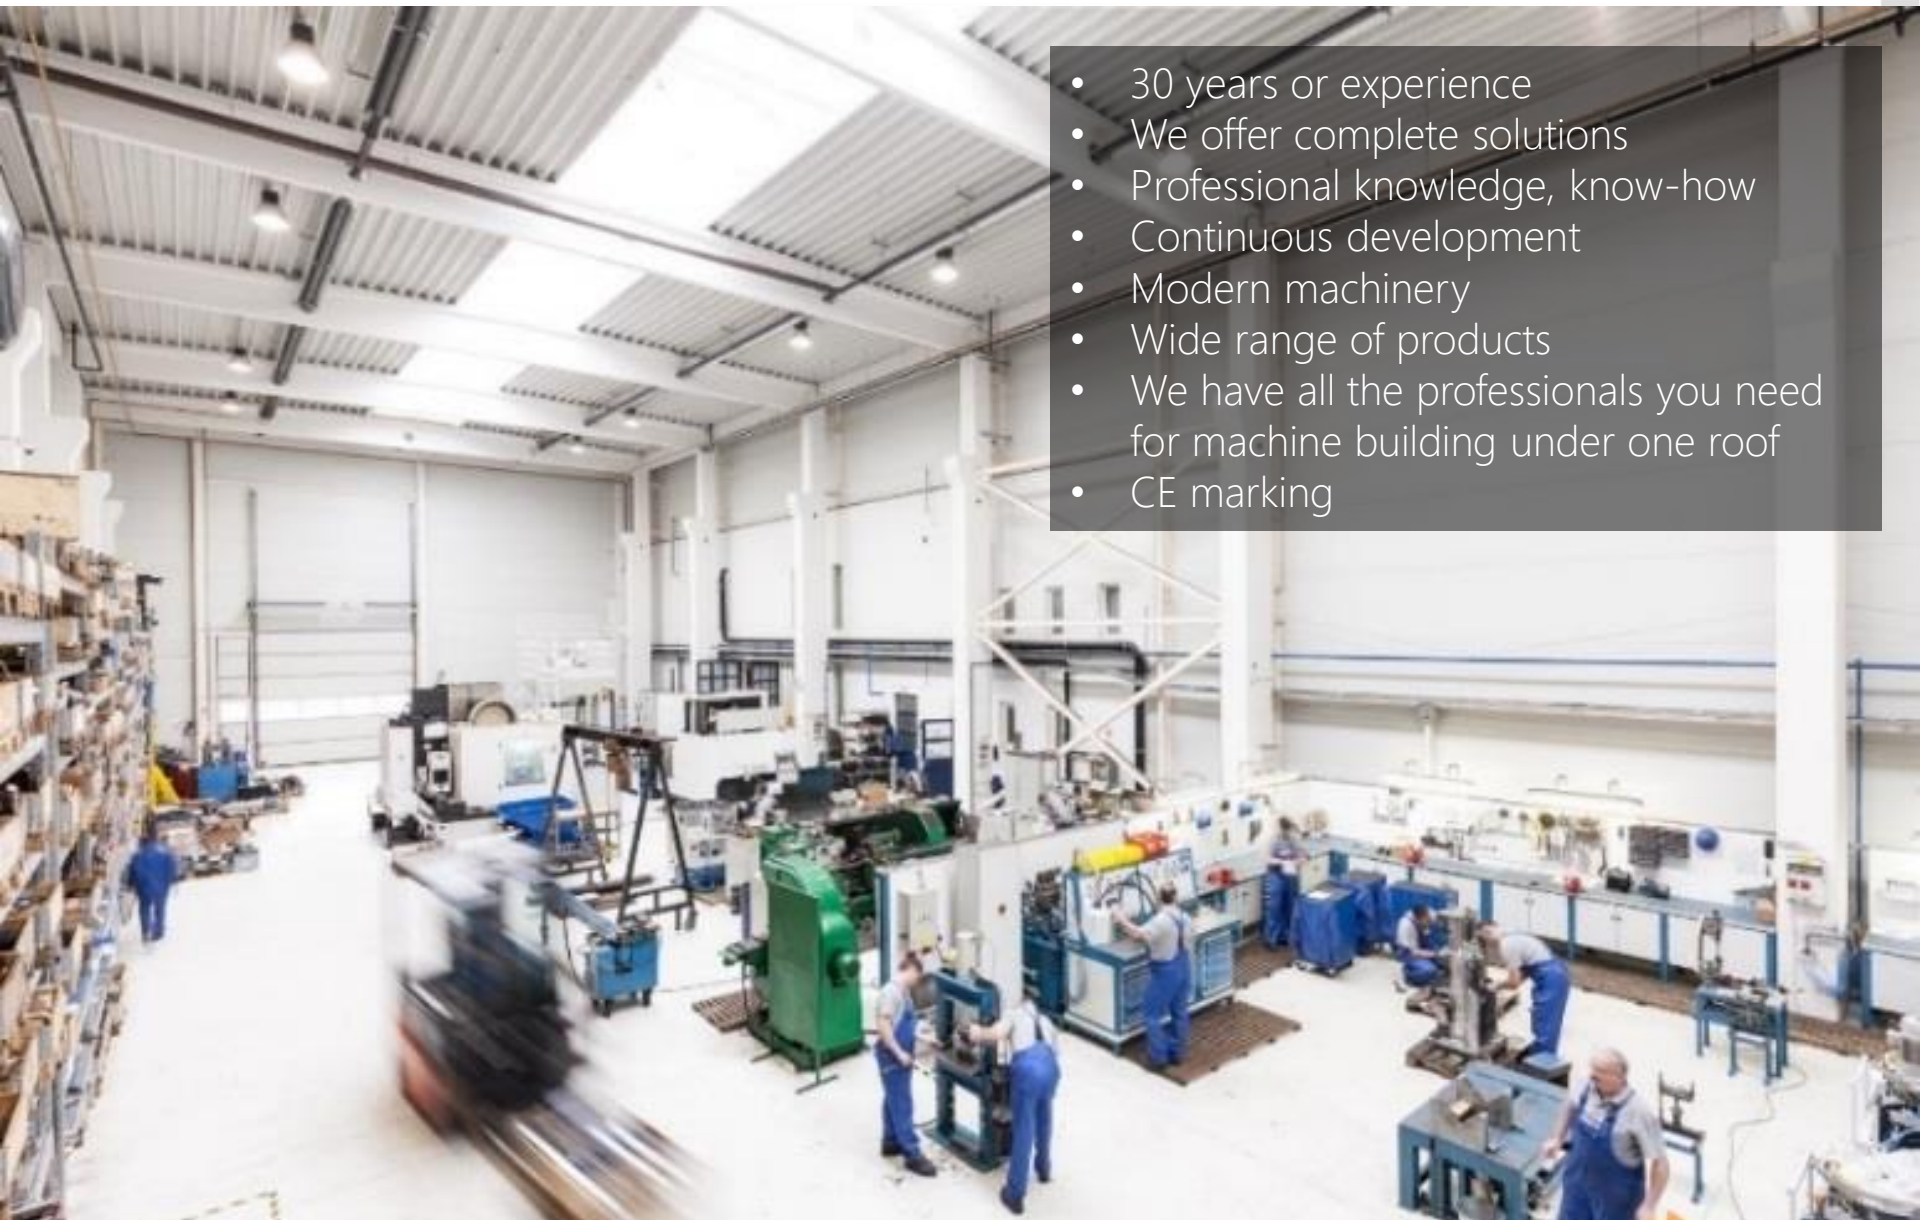 • 30 years or experience
• We offer complete solutions
• Professional knowledge, know-how
• Continuous development
• Modern machinery
• Wide range of products
• We have all the professionals you need
for machine building under one roof
• CE marking